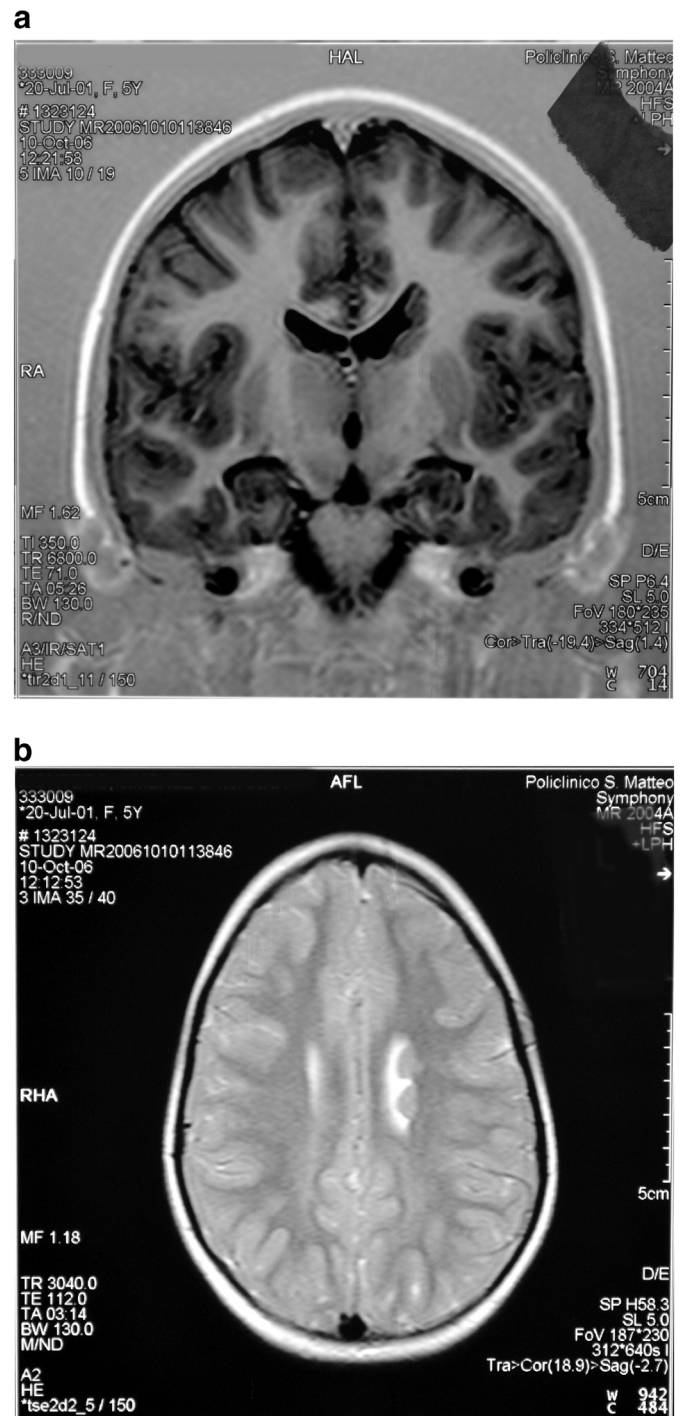 a
HAL
333009
*20-Jul-01, F, 5Y
# 1323124
STUDY MR20061010113846
10-Oct-06
12:21:58
5 IMA 10 / 19
Policlinico S. Matteo
Symphony
MR 2004A
HFS
+LPH
RA
MF 1.62
TI 350.0
TR 6800.0
TE 71.0
TA 05:26
BW 130.0
R/ND
A3/IR/SAT1
HE
*tir2d1_11 / 150
5cm
D/E
SP P6.4
SL 5.0
FoV 180*235
334*512 I
Cor>Tra(-19.4)>Sag(1.4)
W 704
C 14
b
AFL
333009
*20-Jul-01, F, 5Y
# 1323124
STUDY MR20061010113846
10-Oct-06
12:12:53
3 IMA 35 / 40
Policlinico S. Matteo
Symphony
MR 2004A
HFS
+LPH
RHA
MF 1.18
TR 3040.0
TE 112.0
TA 03:14
BW 130.0
M/ND
A2
HE
*tse2d2_5 / 150
5cm
D/E
SP H58.3
SL 5.0
FoV 187*230
312*640s I
Tra>Cor(18.9)>Sag(-2.7)
W 942
C 484